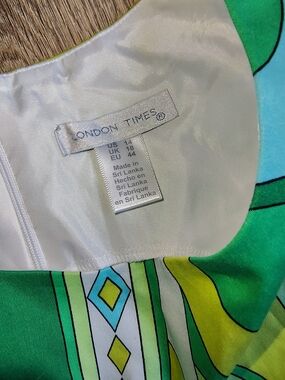 LONDON TIMES®
US 14
UK 18
EU 44
Made in
Sri Lanka
Hecho en
Sri Lanka
Fabrique
en Sri Lanka